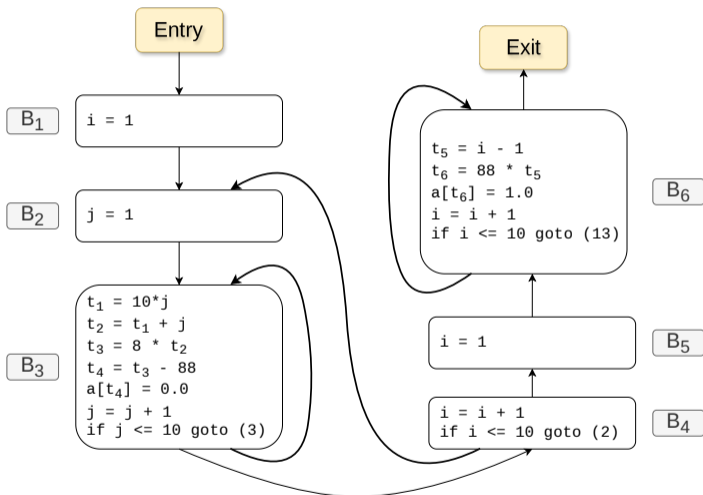 Entry
B1
i = 1
B2
j = 1
B3
t1 = 10*j
t2 = t1 + j
t3 = 8 * t2
t4 = t3 - 88
a[t4] = 0.0
j = j + 1
if j <= 10 goto (3)
Exit
t5 = i - 1
t6 = 88 * t5
a[t6] = 1.0
i = i + 1
if i <= 10 goto (13)
B6
i = 1
B5
i = i + 1
if i <= 10 goto (2)
B4